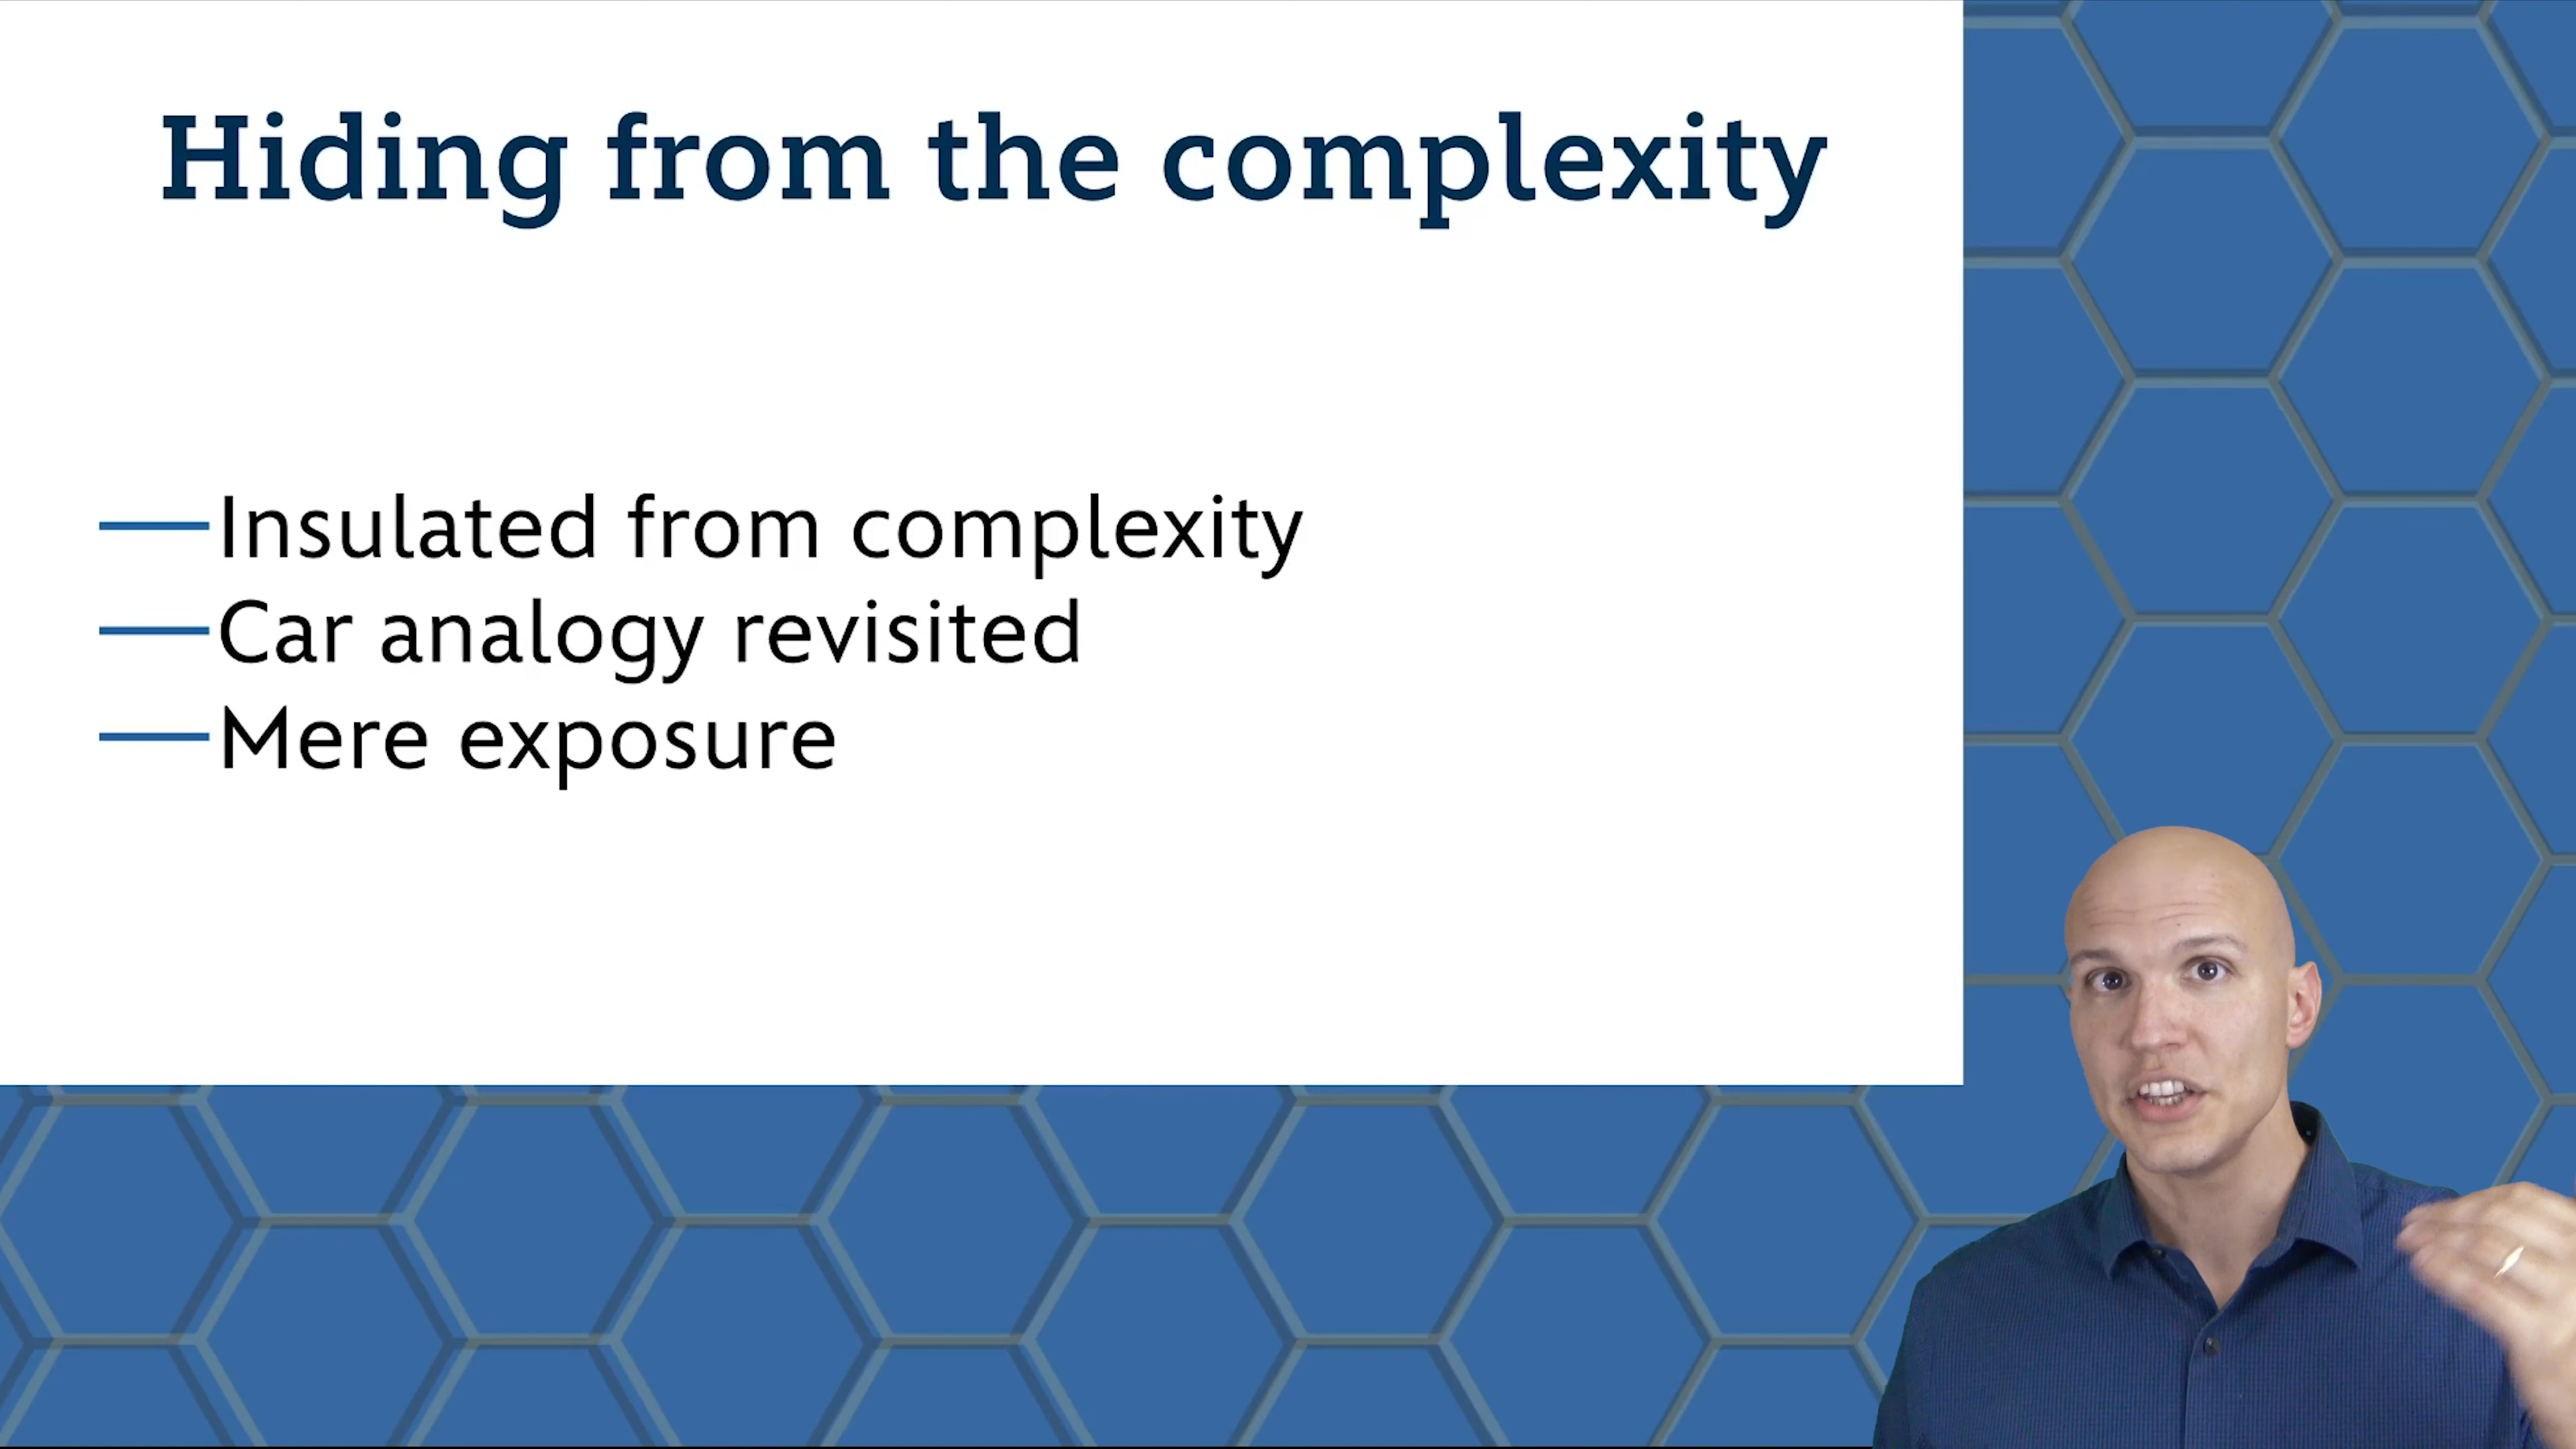 Hiding from the complexity
Insulated from complexity
Car analogy revisited
Mere exposure